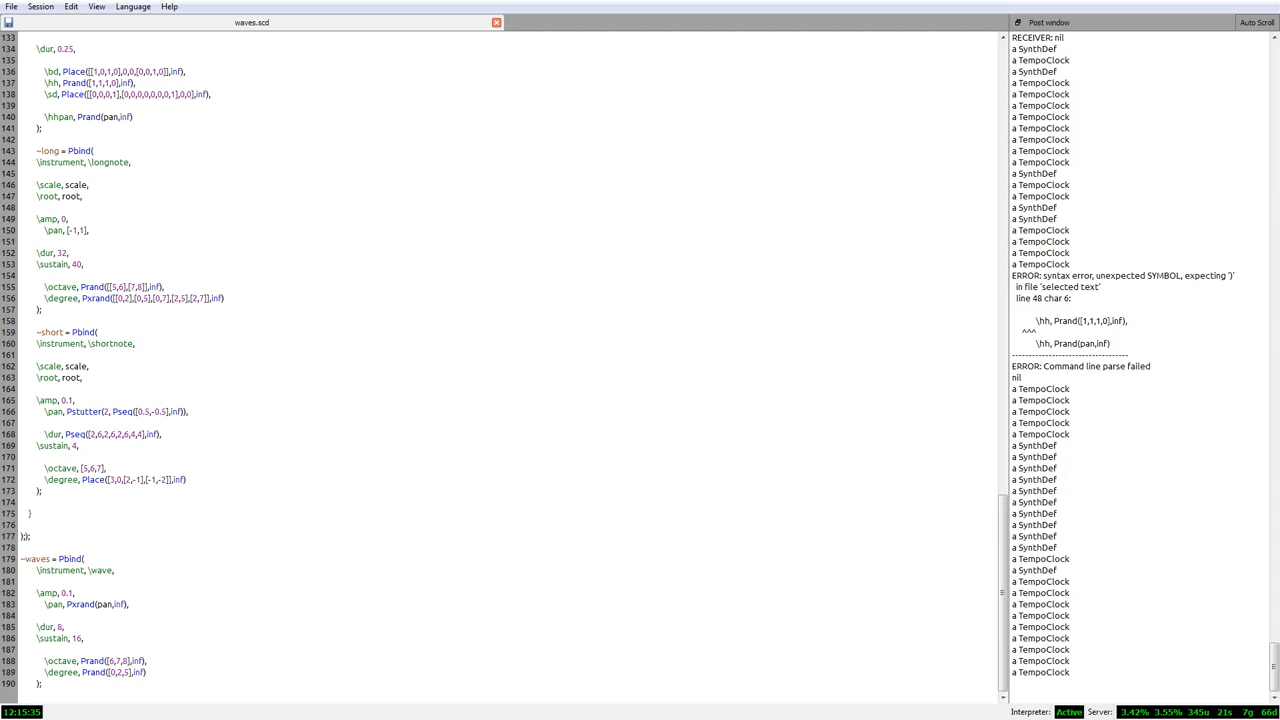 File Session Edit View Language Help
waves.scd
Post window
Auto Scroll
133
134 \dur, 0.25,
135
136 \bd, Place([[1,0,1,0],0,0,[0,0,1,0]],inf),
137 \hh, Prand([1,1,1,0],inf),
138 \sd, Place([[0,0,0,1],[0,0,0,0,0,0,0,1],0,0],inf),
139
140 \hhpan, Prand(pan,inf)
141 );
142
143 ~long = Pbind(
144 \instrument, \longnote,
145
146 \scale, scale,
147 \root, root,
148
149 \amp, 0,
150 \pan, [-1,1],
151
152 \dur, 32,
153 \sustain, 40,
154
155 \octave, Prand([[5,6],[7,8]],inf),
156 \degree, Pxrand([[0,2],[0,5],[0,7],[2,5],[2,7]],inf)
157 );
158
159 ~short = Pbind(
160 \instrument, \shortnote,
161
162 \scale, scale,
163 \root, root,
164
165 \amp, 0.1,
166 \pan, Pstutter(2, Pseq([0.5,-0.5],inf)),
167
168 \dur, Pseq([2,6,2,6,2,6,4,4],inf),
169 \sustain, 4,
170
171 \octave, [5,6,7],
172 \degree, Place([3,0,[2,-1],[-1,-2]],inf)
173 );
174
175 }
176
177 );};
178
179 ~waves = Pbind(
180 \instrument, \wave,
181
182 \amp, 0.1,
183 \pan, Pxrand(pan,inf),
184
185 \dur, 8,
186 \sustain, 16,
187
188 \octave, Prand([6,7,8],inf),
189 \degree, Prand([0,2,5],inf)
190 );
RECEIVER: nil
a SynthDef
a TempoClock
a SynthDef
a TempoClock
a TempoClock
a TempoClock
a TempoClock
a TempoClock
a TempoClock
a TempoClock
a TempoClock
a SynthDef
a TempoClock
a TempoClock
a SynthDef
a SynthDef
a TempoClock
a TempoClock
a TempoClock
a TempoClock
ERROR: syntax error, unexpected SYMBOL, expecting ')'
in file 'selected text'
line 48 char 6:
\hh, Prand([1,1,1,0],inf),
^^^
\hh, Prand(pan,inf)
-----------------------------------
ERROR: Command line parse failed
nil
a TempoClock
a TempoClock
a TempoClock
a TempoClock
a TempoClock
a SynthDef
a SynthDef
a SynthDef
a SynthDef
a SynthDef
a SynthDef
a SynthDef
a SynthDef
a SynthDef
a SynthDef
a TempoClock
a SynthDef
a TempoClock
a TempoClock
a TempoClock
a TempoClock
a TempoClock
a TempoClock
a TempoClock
a TempoClock
a TempoClock
12:15:35
Interpreter: Active Server: 3.42% 3.55% 345u 21s 7g 66d